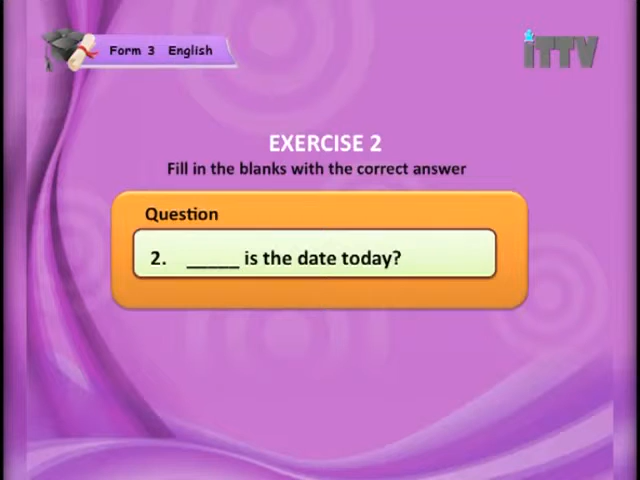 Form 3 English
iTTV
EXERCISE 2
Fill in the blanks with the correct answer
Question
2. _____ is the date today?